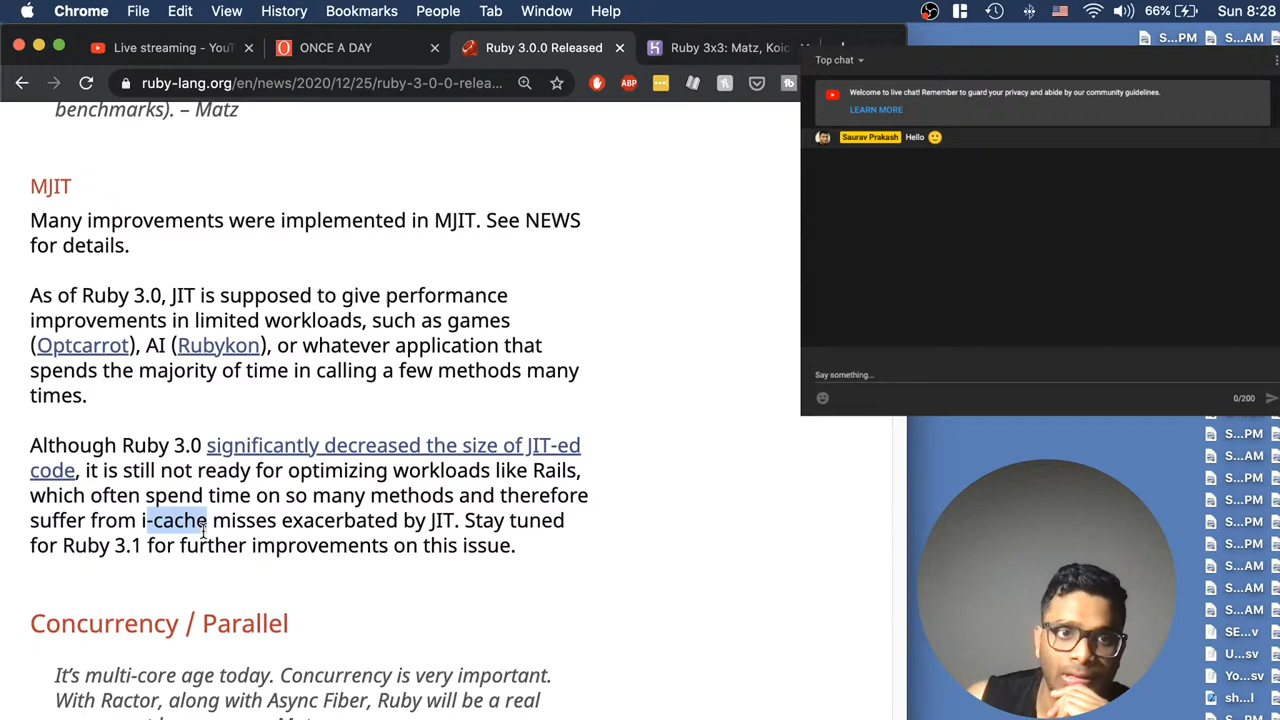 Chrome File Edit View History Bookmarks People Tab Window Help 66% Sun 8:28
Live streaming - YouT
ONCE A DAY
Ruby 3.0.0 Released
Ruby 3x3: Matz, Koic
S...PM S...AM
ruby-lang.org/en/news/2020/12/25/ruby-3-0-0-relea...
ABP
Top chat
Welcome to live chat! Remember to guard your privacy and abide by our community guidelines.
LEARN MORE
Saurav Prakash Hello
Say something...
0/200
benchmarks). – Matz
MJIT
Many improvements were implemented in MJIT. See NEWS
for details.
As of Ruby 3.0, JIT is supposed to give performance
improvements in limited workloads, such as games
(Optcarrot), AI (Rubykon), or whatever application that
spends the majority of time in calling a few methods many
times.
Although Ruby 3.0 significantly decreased the size of JIT-ed
code, it is still not ready for optimizing workloads like Rails,
which often spend time on so many methods and therefore
suffer from i-cache misses exacerbated by JIT. Stay tuned
for Ruby 3.1 for further improvements on this issue.
Concurrency / Parallel
It's multi-core age today. Concurrency is very important.
With Ractor, along with Async Fiber, Ruby will be a real
S...PM
S...AM
S...PM
S...PM
S...PM
S...AM
S...AM
S...AM
S...AM
SE...v
U...sv
Yo...sv
sh...l